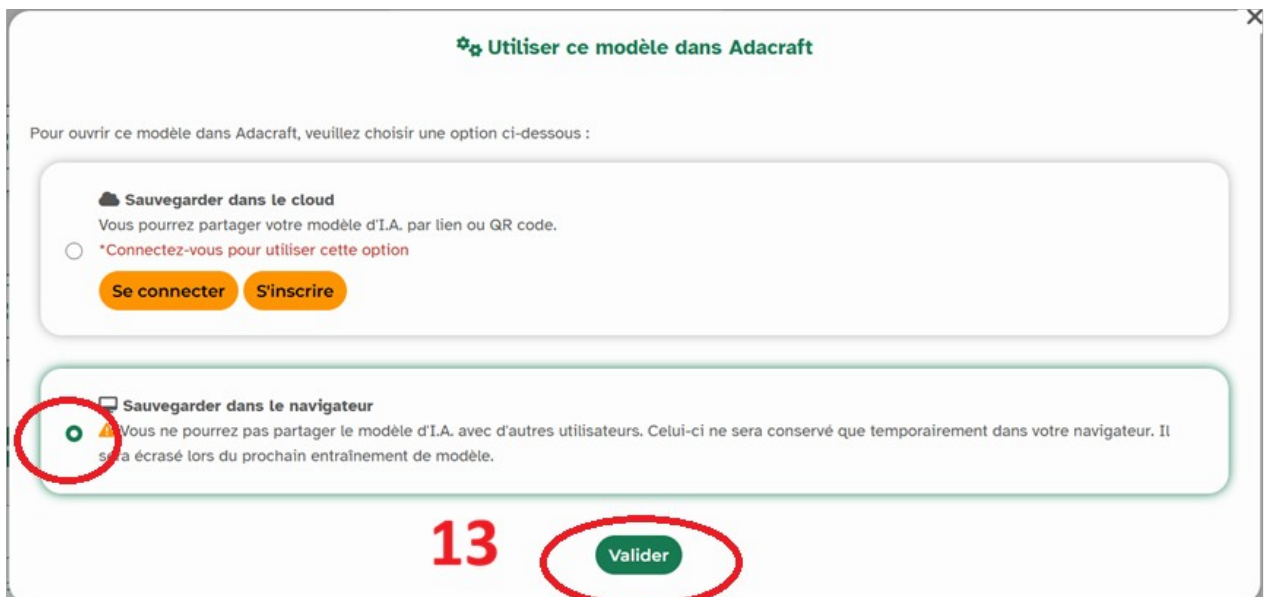 Utiliser ce modèle dans Adacraft
Pour ouvrir ce modèle dans Adacraft, veuillez choisir une option ci-dessous :
Sauvegarder dans le cloud
Vous pourrez partager votre modèle d'I.A. par lien ou QR code.
*Connectez-vous pour utiliser cette option
Se connecter S'inscrire
Sauvegarder dans le navigateur
Vous ne pourrez pas partager le modèle d'I.A. avec d'autres utilisateurs. Celui-ci ne sera conservé que temporairement dans votre navigateur. Il
sera écrasé lors du prochain entraînement de modèle.
13 Valider